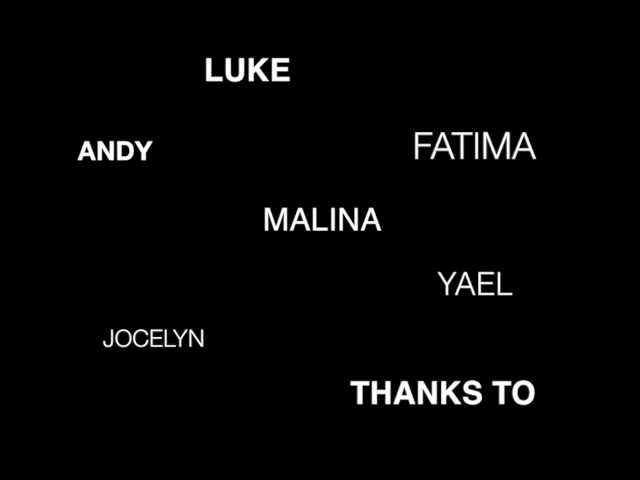 LUKE
ANDY
FATIMA
MALINA
YAEL
JOCELYN
THANKS TO